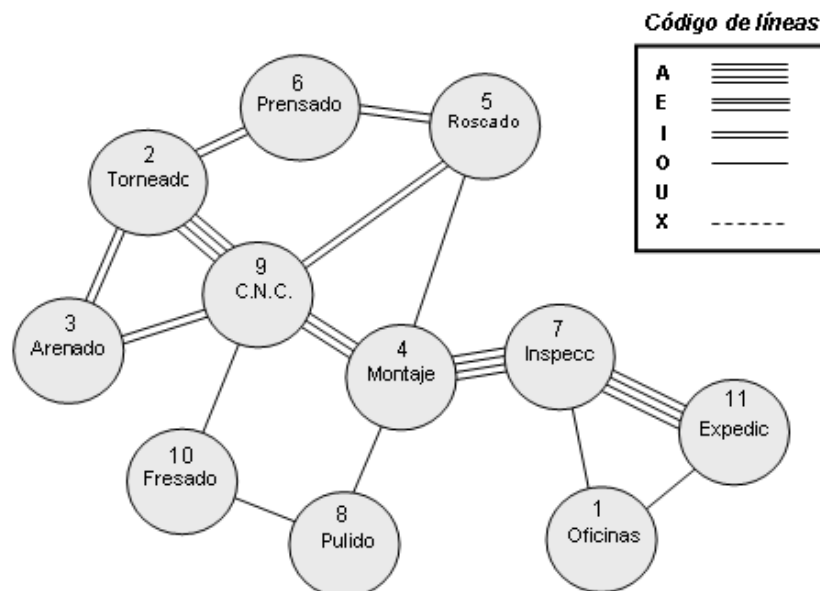 Código de líneas
A
E
I
O
U
X
6
Prensado
5
Roscado
2
Torneadc
9
C.N.C.
3
Arenado
4
Montaje
7
Inspecc
11
Expedic
10
Fresado
8
Pulido
1
Oficinas